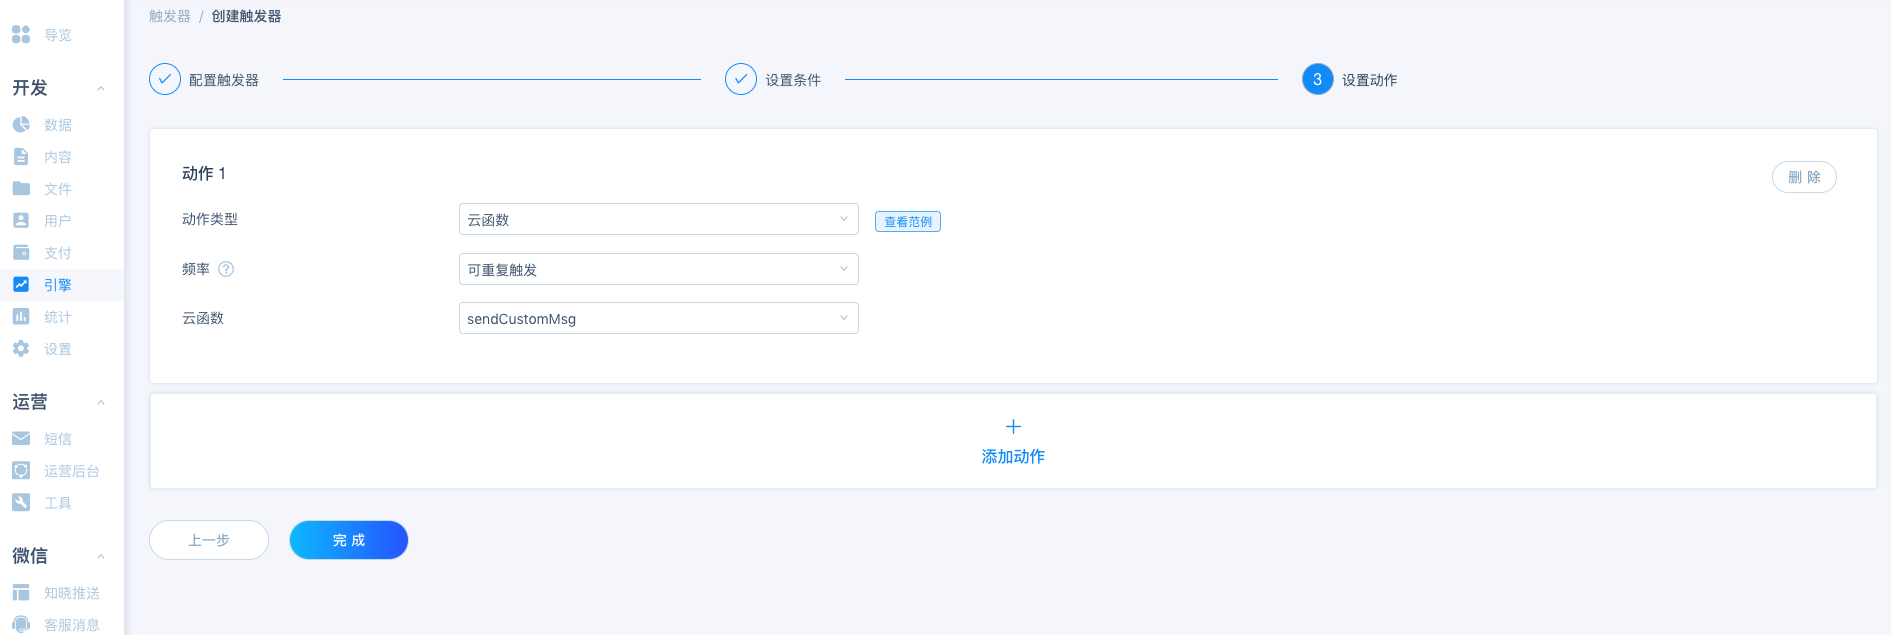 触发器 / 创建触发器
导览
开发
数据
内容
文件
用户
支付
引擎
统计
设置
运营
短信
运营后台
工具
微信
知晓推送
客服消息
配置触发器
设置条件
3 设置动作
动作 1
删 除
动作类型
云函数
查看范例
频率 ?
可重复触发
云函数
sendCustomMsg
添加动作
上一步
完 成